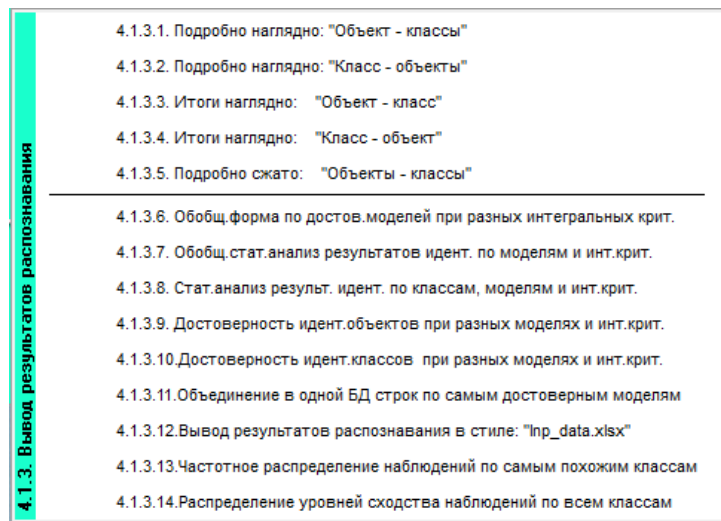 4.1.3. Вывод результатов распознавания
4.1.3.1. Подробно наглядно: "Объект - классы"
4.1.3.2. Подробно наглядно: "Класс - объекты"
4.1.3.3. Итоги наглядно: "Объект - класс"
4.1.3.4. Итоги наглядно: "Класс - объект"
4.1.3.5. Подробно сжато: "Объекты - классы"
4.1.3.6. Обобщ.форма по достов.моделей при разных интегральных крит.
4.1.3.7. Обобщ.стат.анализ результатов идент. по моделям и инт.крит.
4.1.3.8. Стат.анализ результ. идент. по классам, моделям и инт.крит.
4.1.3.9. Достоверность идент.объектов при разных моделях и инт.крит.
4.1.3.10.Достоверность идент.классов при разных моделях и инт.крит.
4.1.3.11.Объединение в одной БД строк по самым достоверным моделям
4.1.3.12.Вывод результатов распознавания в стиле: "Inp_data.xlsx"
4.1.3.13.Частотное распределение наблюдений по самым похожим классам
4.1.3.14.Распределение уровней сходства наблюдений по всем классам